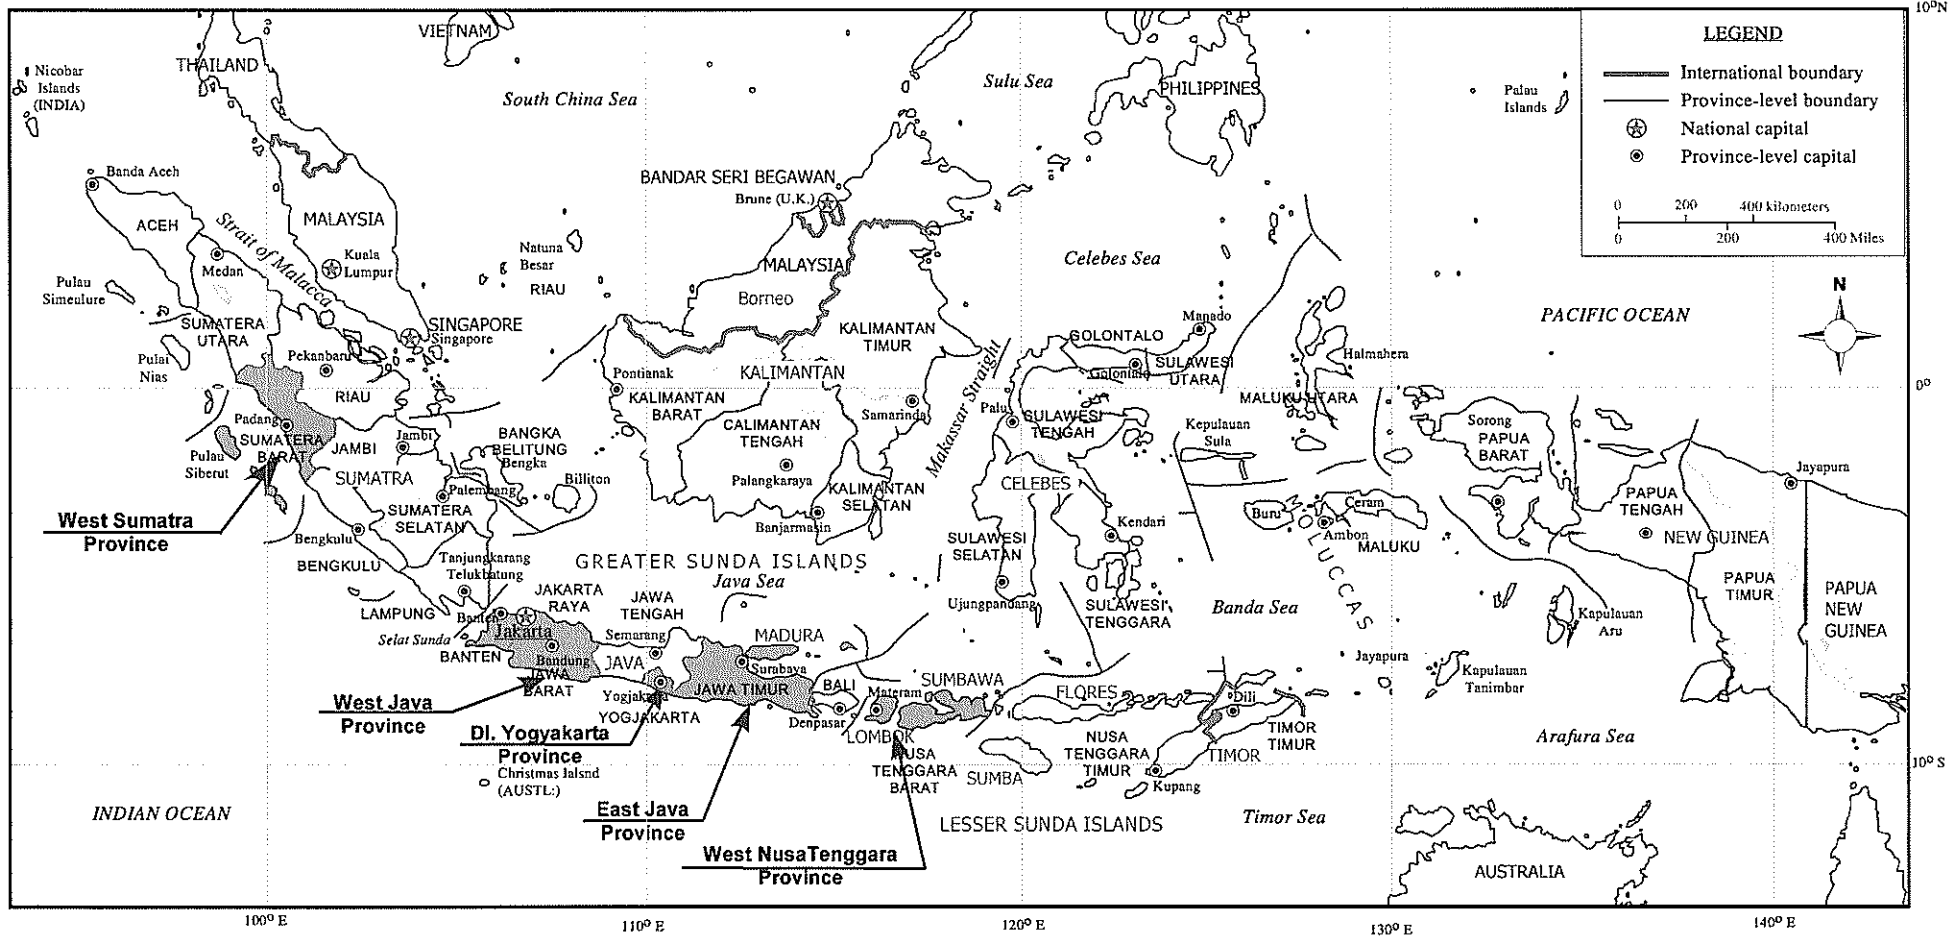 10° N
VIETNAM
THAILAND
Nicobar
Islands
(INDIA)
South China Sea
Sulu Sea
PHILIPPINES
Palau
Islands
LEGEND
International boundary
Province-level boundary
National capital
Province-level capital
0 200 400 kilometers
0 200 400 Miles
Banda Aceh
ACEH
Strait of Malacca
MALAYSIA
Kuala
Lumpur
Medan
BANDAR SERI BEGAWAN
Brune (U.K.)
Natuna
Besar
RIAU
MALAYSIA
Borneo
Celebes Sea
N
PACIFIC OCEAN
Pulau
Simeulure
SUMATERA
UTARA
SINGAPORE
Singapore
Pulai
Nias
Pekanbaru
RIAU
KALIMANTAN
TIMUR
KALIMANTAN
Makassar Straight
GOLONTALO
Manado
Golontalo
SULAWESI
UTARA
Halmahera
MALUKU UTARA
0°
Pontianak
KALIMANTAN
BARAT
Samarinda
Palu
SULAWESI
TENGAH
Kepulauan
Sula
Sorong
PAPUA
BARAT
Padang
SUMATERA
BARAT
Pulau
Siberut
JAMBI
Jambi
SUMATRA
BANGKA
BELITUNG
Bengka
Billiton
Palembang
SUMATERA
SELATAN
CALIMANTAN
TENGAH
Palangkaraya
KALIMANTAN
SELATAN
Banjarmasin
CELEBES
Kendari
SULAWESI
SELATAN
Buru
Ceram
Ambon
MALUKU
MOLUCCAS
Jayapura
PAPUA
TENGAH
NEW GUINEA
PAPUA
TIMUR
PAPUA
NEW
GUINEA
West Sumatra
Province
Bengkulu
BENGKULU
Tanjungkarang
Telukbatung
LAMPUNG
GREATER SUNDA ISLANDS
Java Sea
Ujungpandang
SULAWESI
TENGGARA
Banda Sea
Kapulauan
Aru
Selat Sunda
Banten
BANTEN
JAKARTA
RAYA
Jakarta
Bandung
JAWA
BARAT
JAWA
TENGAH
Semarang
JAVA
MADURA
Surabaya
JAWA TIMUR
Yogjakarta
YOGJAKARTA
BALI
Denpasar
Materam
LOMBOK
SUMBAWA
NUSA
TENGGARA
BARAT
FLORES
SUMBA
NUSA
TENGGARA
TIMUR
Dili
TIMOR
TIMOR
TIMUR
Kupang
Jayapura
Kapulauan
Tanimbar
Arafura Sea
West Java
Province
DI. Yogyakarta
Province
Christmas Ialsnd
(AUSTL:)
East Java
Province
West NusaTenggara
Province
INDIAN OCEAN
LESSER SUNDA ISLANDS
Timor Sea
AUSTRALIA
10° S
100° E
110° E
120° E
130° E
140° E